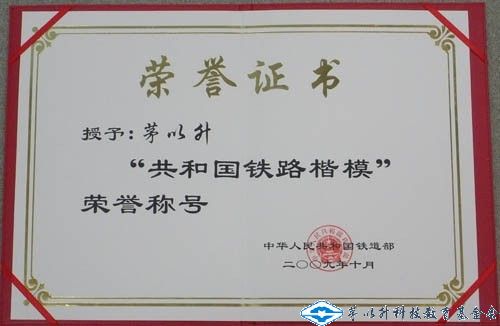 荣誉证书
授予：茅以升
“共和国铁路楷模”
荣誉称号
中华人民共和国铁道部
二〇〇九年十月
茅以升科技教育基金会